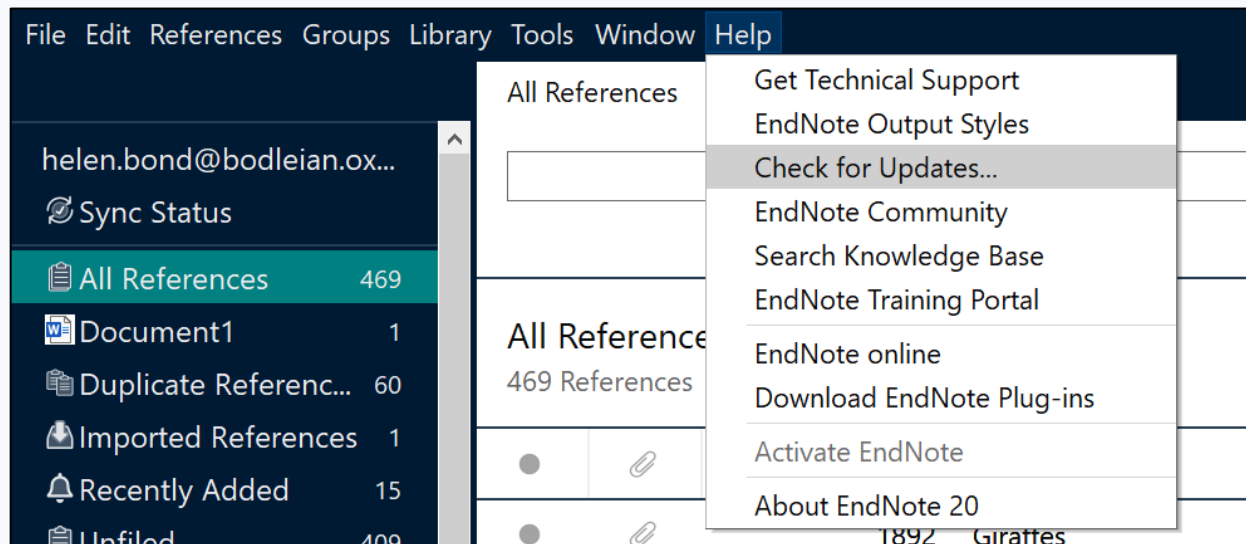 File Edit References Groups Library Tools Window Help
helen.bond@bodleian.ox...
Sync Status
All References 469
Document1 1
Duplicate Referenc... 60
Imported References 1
Recently Added 15
Unfiled 409
All References
All Reference
469 References
1892 Giraffes
Get Technical Support
EndNote Output Styles
Check for Updates...
EndNote Community
Search Knowledge Base
EndNote Training Portal
EndNote online
Download EndNote Plug-ins
Activate EndNote
About EndNote 20